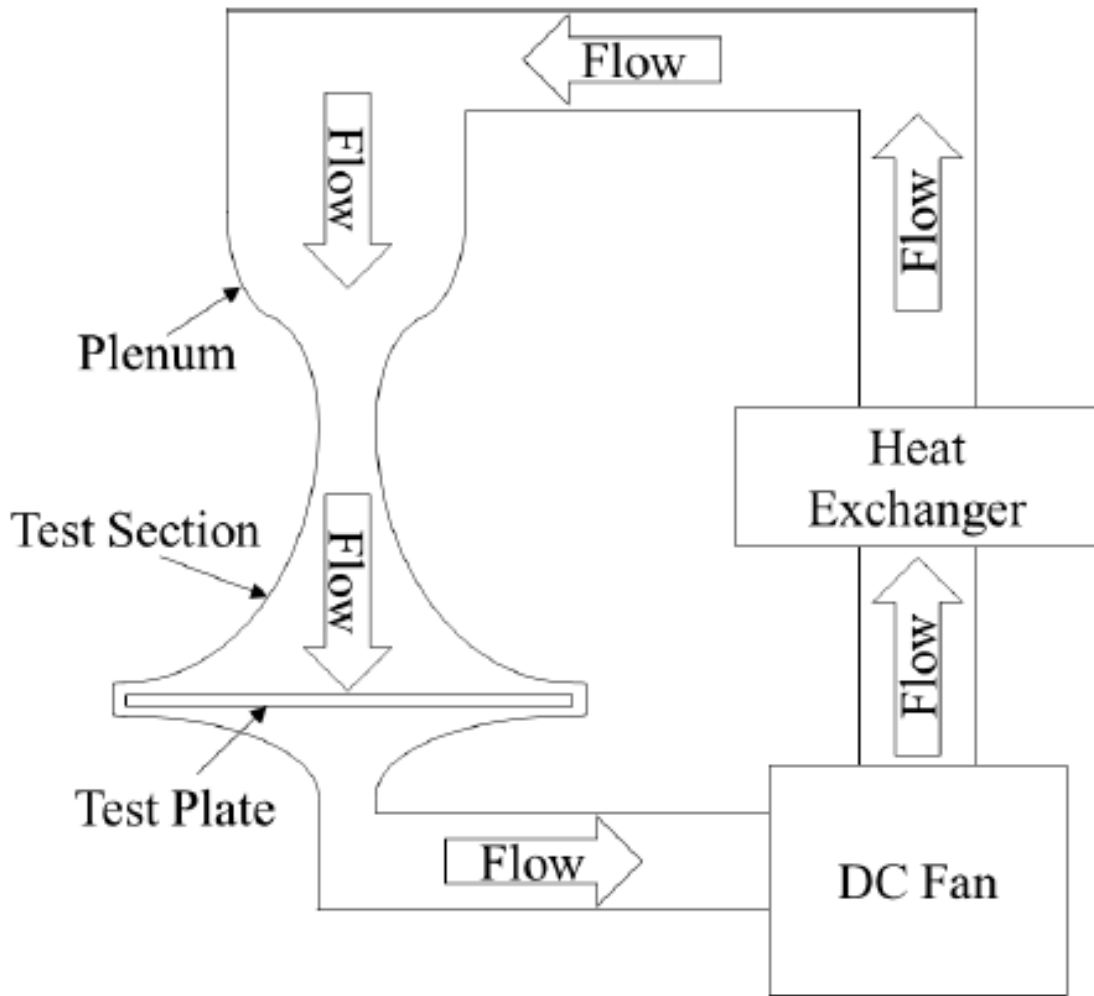 Flow
Flow
Flow
Plenum
Heat
Exchanger
Test Section
Flow
Flow
Test Plate
Flow
DC Fan